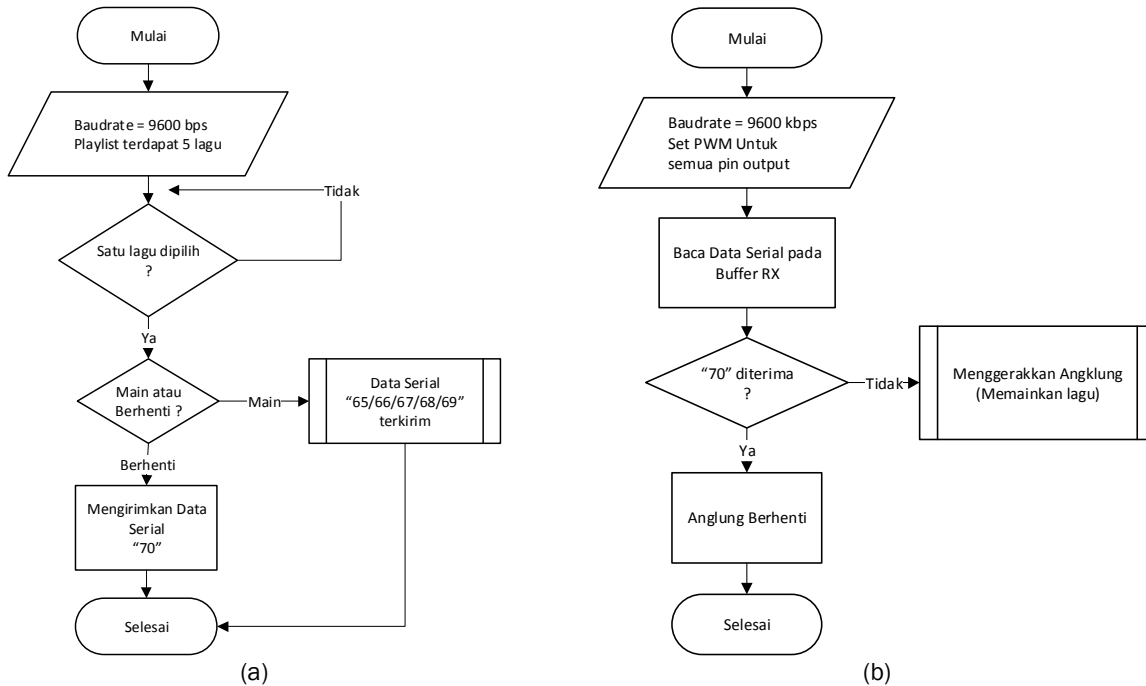 Mulai
Baudrate = 9600 bps
Playlist terdapat 5 lagu
Tidak
Satu lagu dipilih
?
Ya
Main atau
Berhenti ?
Main
Data Serial
“65/66/67/68/69”
terkirim
Berhenti
Mengirimkan Data
Serial
“70”
Selesai
(a)
Mulai
Baudrate = 9600 kbps
Set PWM Untuk
semua pin output
Baca Data Serial pada
Buffer RX
“70” diterima
?
Tidak
Menggerakkan Angklung
(Memainkan lagu)
Ya
Anglung Berhenti
Selesai
(b)